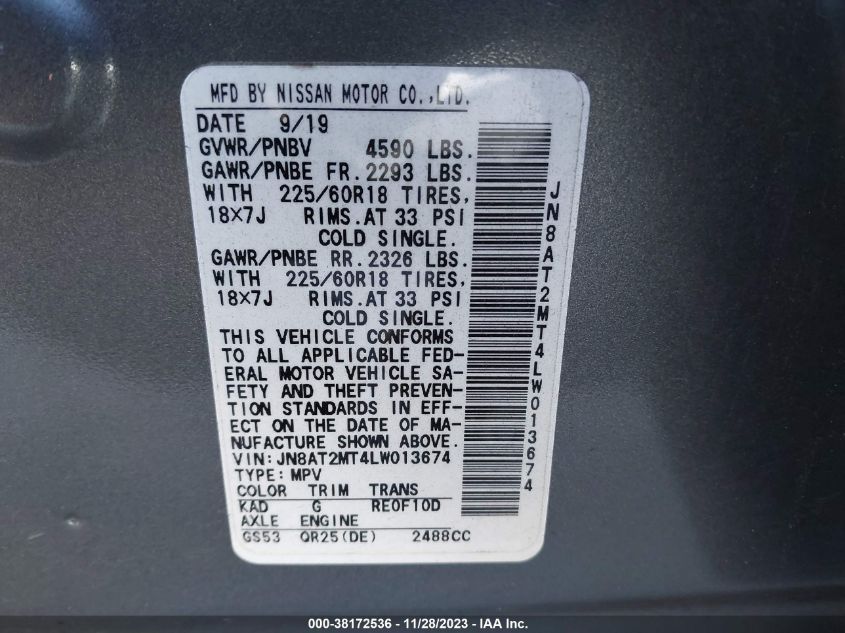 MFD BY NISSAN MOTOR CO.,LTD.
DATE 9/19
GVWR/PNBV 4590 LBS.
GAWR/PNBE FR. 2293 LBS.
WITH 225/60R18 TIRES,
18X7J RIMS.AT 33 PSI
COLD SINGLE.
GAWR/PNBE RR. 2326 LBS.
WITH 225/60R18 TIRES,
18X7J RIMS.AT 33 PSI
COLD SINGLE.
THIS VEHICLE CONFORMS
TO ALL APPLICABLE FED-
ERAL MOTOR VEHICLE SA-
FETY AND THEFT PREVEN-
TION STANDARDS IN EFF-
ECT ON THE DATE OF MA-
NUFACTURE SHOWN ABOVE.
VIN: JN8AT2MT4LW013674
TYPE: MPV
COLOR TRIM TRANS
KAD G RE0F10D
AXLE ENGINE
GS53 QR25(DE) 2488CC
JN8AT2MT4LW013674
000-38172536 - 11/28/2023 - IAA Inc.